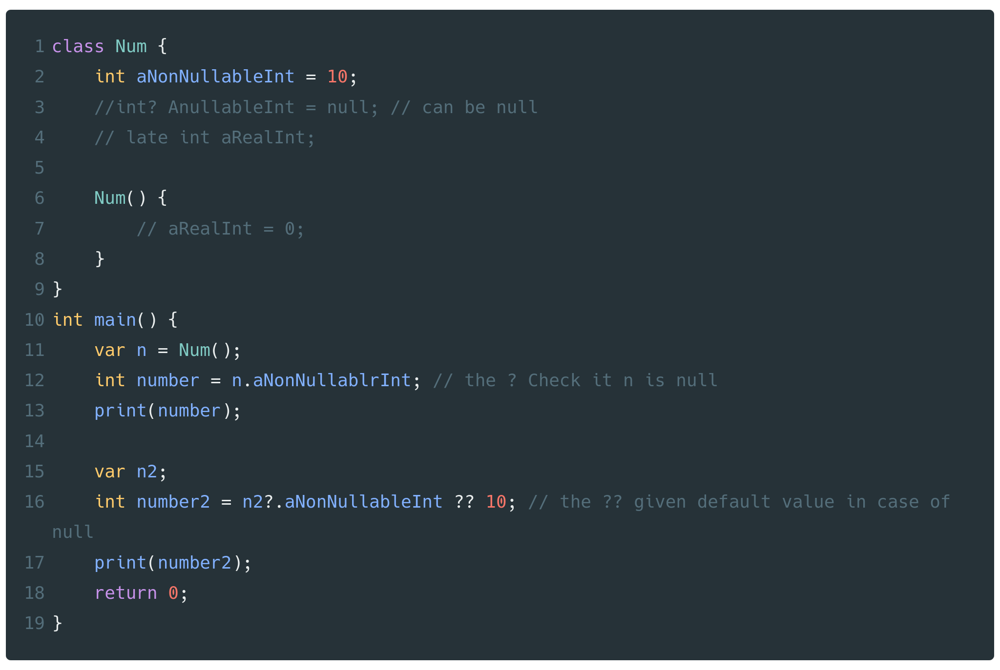 1 class Num {
2     int aNonNullableInt = 10;
3     //int? AnullableInt = null; // can be null
4     // late int aRealInt;
5
6     Num() {
7         // aRealInt = 0;
8     }
9 }
10 int main() {
11     var n = Num();
12     int number = n.aNonNullablrInt; // the ? Check it n is null
13     print(number);
14
15     var n2;
16     int number2 = n2?.aNonNullableInt ?? 10; // the ?? given default value in case of
null
17     print(number2);
18     return 0;
19 }